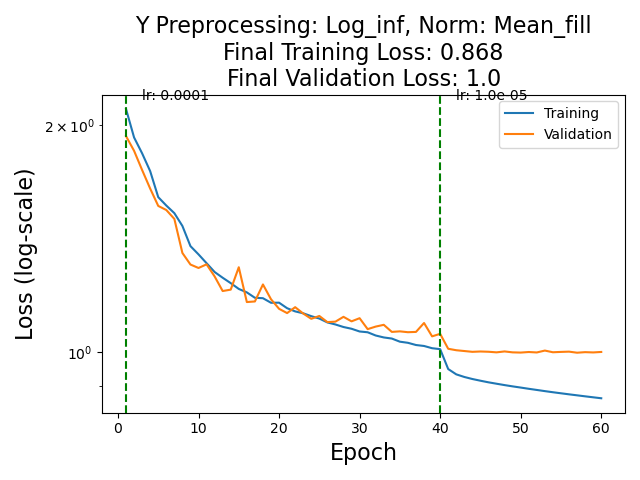 Y Preprocessing: Log_inf, Norm: Mean_fill
Final Training Loss: 0.868
Final Validation Loss: 1.0
lr: 0.0001
lr: 1.0e-05
Training
Validation
2 × 10⁰
10⁰
Loss (log-scale)
0 10 20 30 40 50 60
Epoch